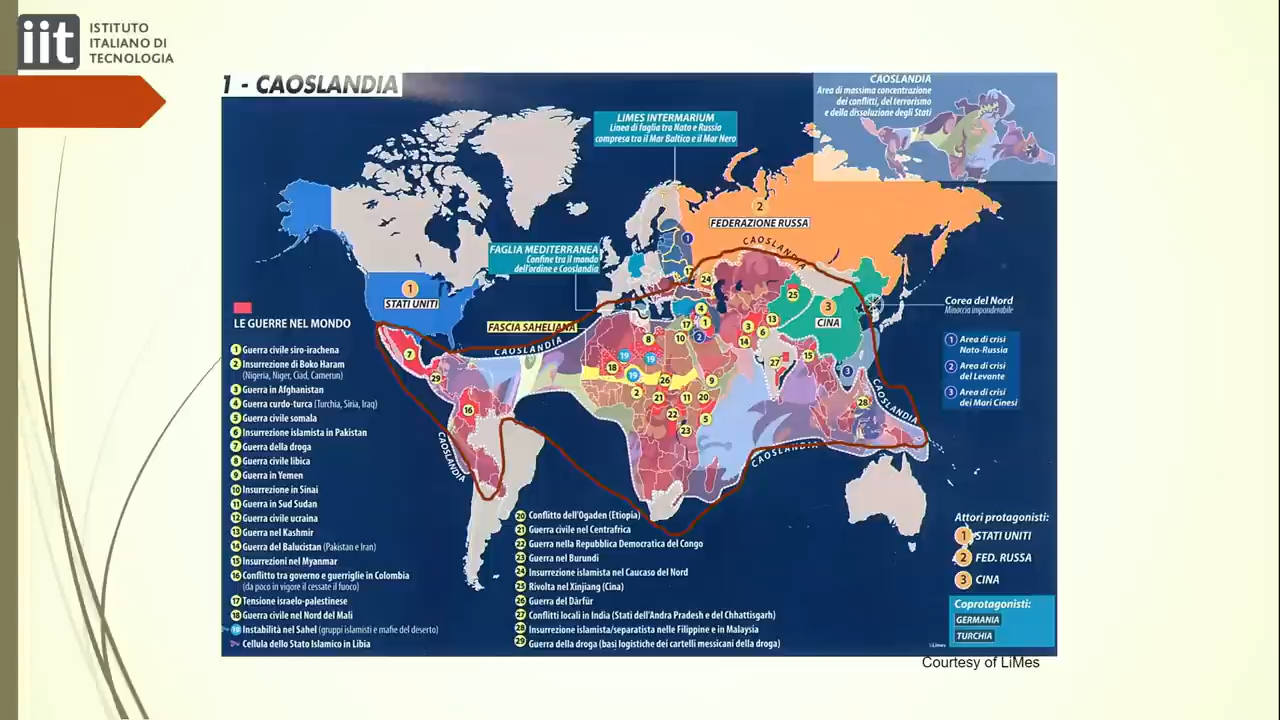 iit
ISTITUTO
ITALIANO DI
TECNOLOGIA
1 - CAOSLANDIA
CAOSLANDIA
Area di massima concentrazione
dei conflitti, del terrorismo
e della dissoluzione degli Stati
LIMES INTERMARIUM
Linea di faglia tra Nato e Russia
compresa tra il Mar Baltico e il Mar Nero
2
FEDERAZIONE RUSSA
FAGLIA MEDITERRANEA
Confine tra il mondo
dell'ordine e Caoslandia
CAOSLANDIA
1
STATI UNITI
3
CINA
Corea del Nord
Minaccia imponderabile
FASCIA SAHELIANA
CAOSLANDIA
CAOSLANDIA
CAOSLANDIA
CAOSLANDIA
1 Area di crisi
Nato-Russia
2 Area di crisi
del Levante
3 Area di crisi
dei Mari Cinesi
LE GUERRE NEL MONDO
1 Guerra civile siro-irachena
2 Insurrezione di Boko Haram
(Nigeria, Niger, Ciad, Camerun)
3 Guerra in Afghanistan
4 Guerra curdo-turca (Turchia, Siria, Iraq)
5 Guerra civile somala
6 Insurrezione islamista in Pakistan
7 Guerra della droga
8 Guerra civile libica
9 Guerra in Yemen
10 Insurrezione in Sinai
11 Guerra in Sud Sudan
12 Guerra civile ucraina
13 Guerra nel Kashmir
14 Guerra del Balucistan (Pakistan e Iran)
15 Insurrezioni nel Myanmar
16 Conflitto tra governo e guerriglie in Colombia
(da poco in vigore il cessate il fuoco)
17 Tensione israelo-palestinese
18 Guerra civile nel Nord del Mali
19 Instabilità nel Sahel (gruppi islamisti e mafie del deserto)
Cellula dello Stato Islamico in Libia
20 Conflitto dell'Ogaden (Etiopia)
21 Guerra civile nel Centrafrica
22 Guerra nella Repubblica Democratica del Congo
23 Guerra nel Burundi
24 Insurrezione islamista nel Caucaso del Nord
25 Rivolta nel Xinjiang (Cina)
26 Guerra del Dàrfûr
27 Conflitti locali in India (Stati dell'Andra Pradesh e del Chhattisgarh)
28 Insurrezione islamista/separatista nelle Filippine e in Malaysia
29 Guerra della droga (basi logistiche dei cartelli messicani della droga)
Attori protagonisti:
1 STATI UNITI
2 FED. RUSSA
3 CINA
Coprotagonisti:
GERMANIA
TURCHIA
©Limes
Courtesy of LiMes